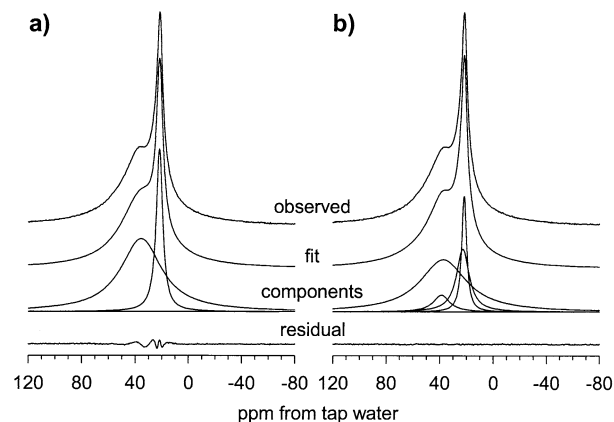 a)
b)
observed
fit
components
residual
120 80 40 0 -40 -80
120 80 40 0 -40 -80
ppm from tap water